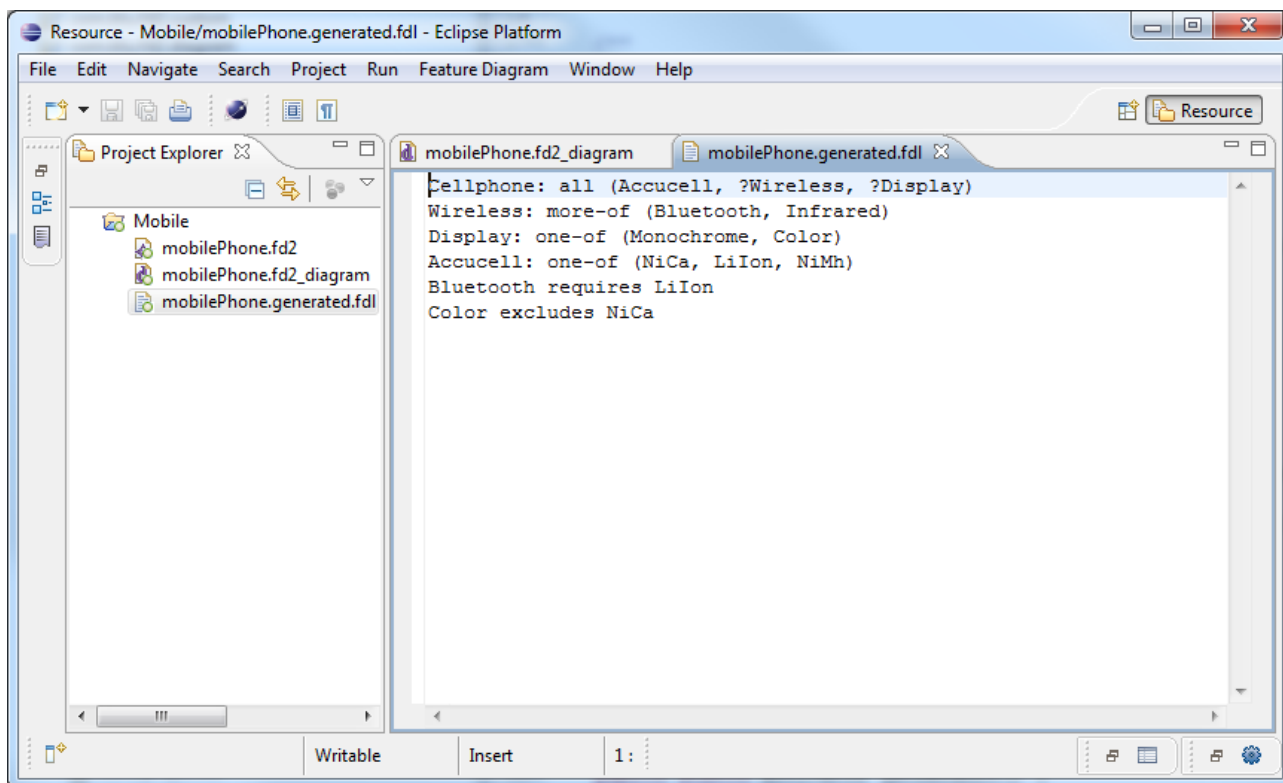 Resource - Mobile/mobilePhone.generated.fdl - Eclipse Platform
File Edit Navigate Search Project Run Feature Diagram Window Help
Resource
Project Explorer
mobilePhone.fd2_diagram mobilePhone.generated.fdl
Mobile
mobilePhone.fd2
mobilePhone.fd2_diagram
mobilePhone.generated.fdl
Cellphone: all (Accucell, ?Wireless, ?Display)
Wireless: more-of (Bluetooth, Infrared)
Display: one-of (Monochrome, Color)
Accucell: one-of (NiCa, LiIon, NiMh)
Bluetooth requires LiIon
Color excludes NiCa
Writable Insert 1 :